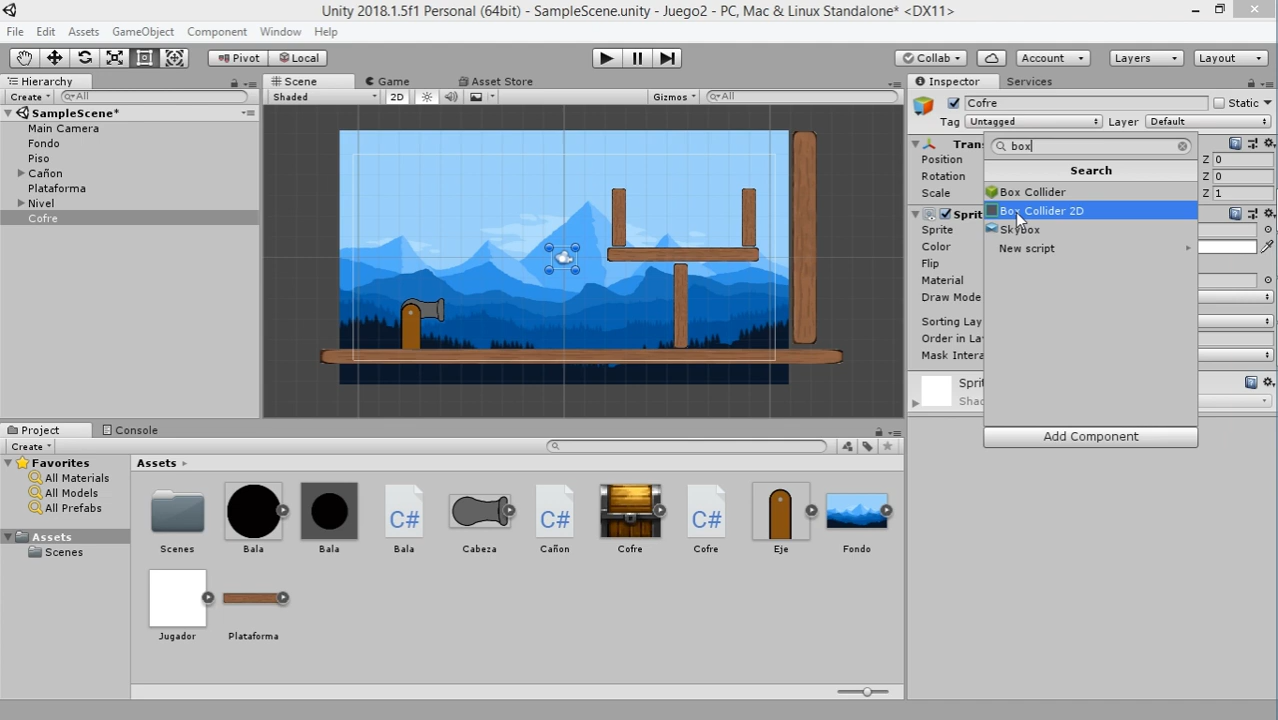 Unity 2018.1.5f1 Personal (64bit) - SampleScene.unity - Juego2 - PC, Mac & Linux Standalone* <DX11>
File Edit Assets GameObject Component Window Help
Pivot Local Collab Account Layers Layout
Hierarchy Scene Game Asset Store Inspector Services
Create All Shaded 2D Gizmos All Cofre Static
SampleScene*
Tag Untagged Layer Default
Main Camera
Fondo
Piso
Cañon
Plataforma
Nivel
Cofre
Trans
Position Z 0
Rotation Z 0
Scale Z 1
box
Search
Box Collider
Box Collider 2D
Skybox
New script
Add Component
Sprit
Sprite
Color
Flip
Material
Draw Mode
Sorting Lay
Order in La
Mask Intera
Sprit
Shad
Project Console
Create
Favorites
All Materials
All Models
All Prefabs
Assets
Scenes
Assets
C# C# C#
Scenes Bala Bala Bala Cabeza Cañon Cofre Cofre Eje Fondo
Jugador Plataforma